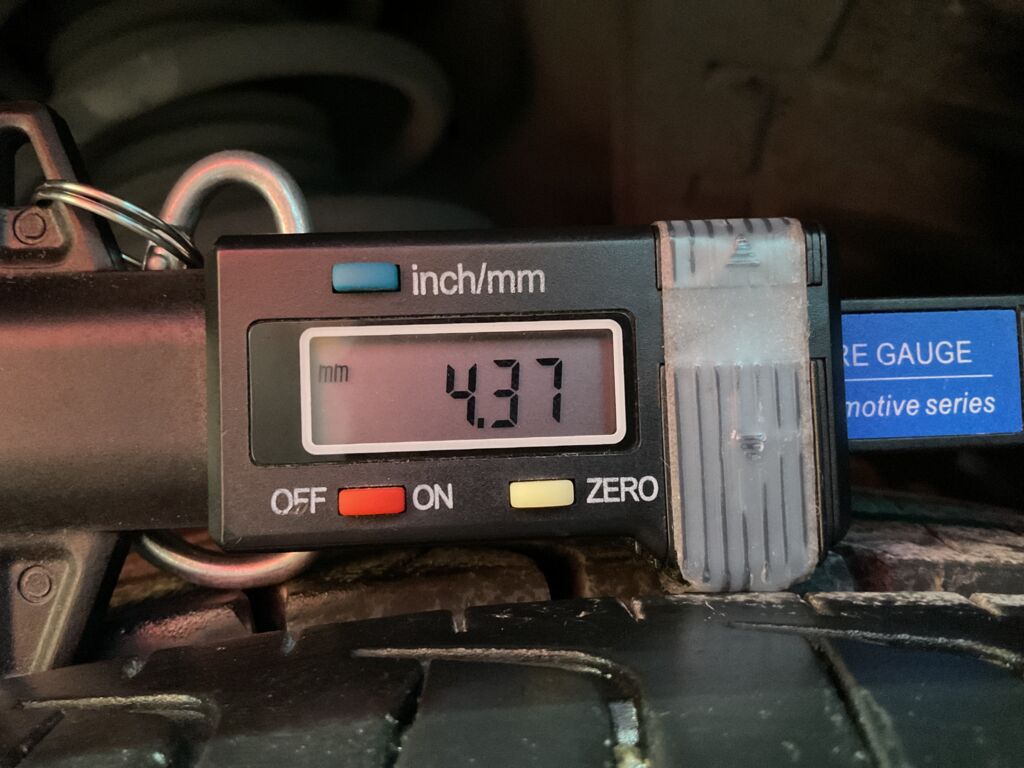 inch/mm
mm 4.37
OFF ON ZERO
RE GAUGE
motive series